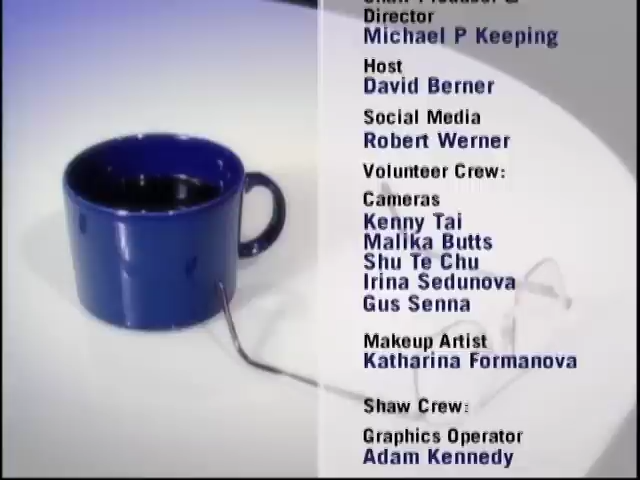 Director
Michael P Keeping
Host
David Berner
Social Media
Robert Werner
Volunteer Crew:
Cameras
Kenny Tai
Malika Butts
Shu Te Chu
Irina Sedunova
Gus Senna
Makeup Artist
Katharina Formanova
Shaw Crew:
Graphics Operator
Adam Kennedy